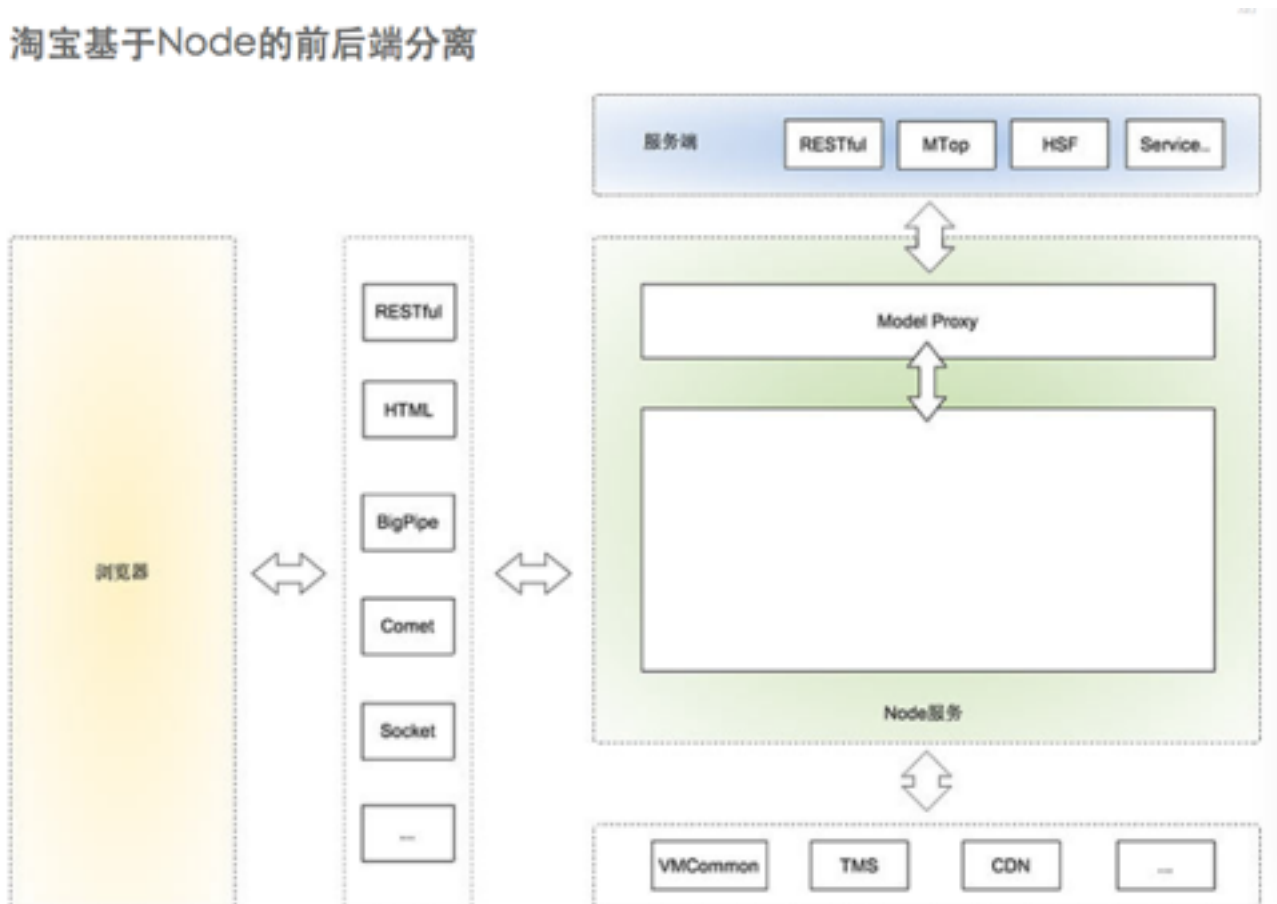 淘宝基于Node的前后端分离
服务端
RESTful
MTop
HSF
Service..
RESTful
HTML
BigPipe
Comet
Socket
...
浏览器
Model Proxy
Node服务
VMCommon
TMS
CDN
...